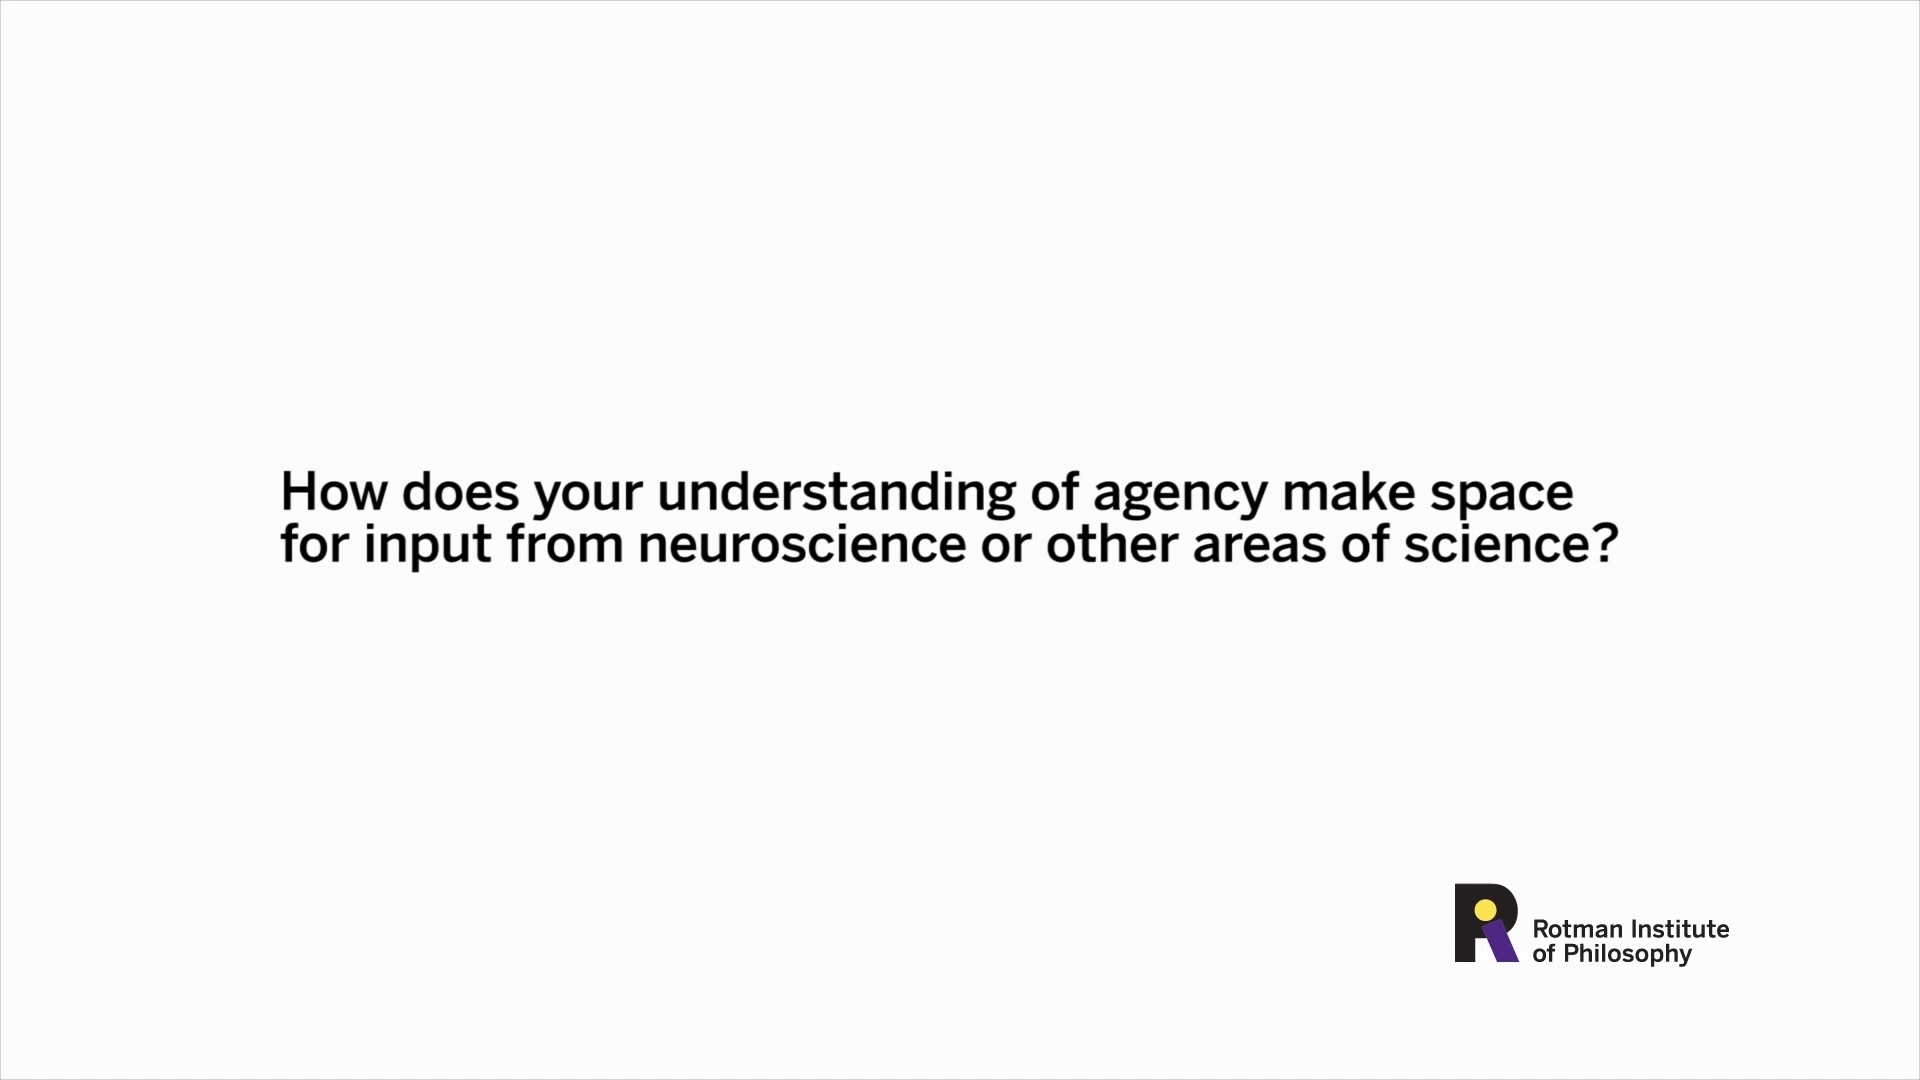 How does your understanding of agency make space
for input from neuroscience or other areas of science?
Rotman Institute
of Philosophy